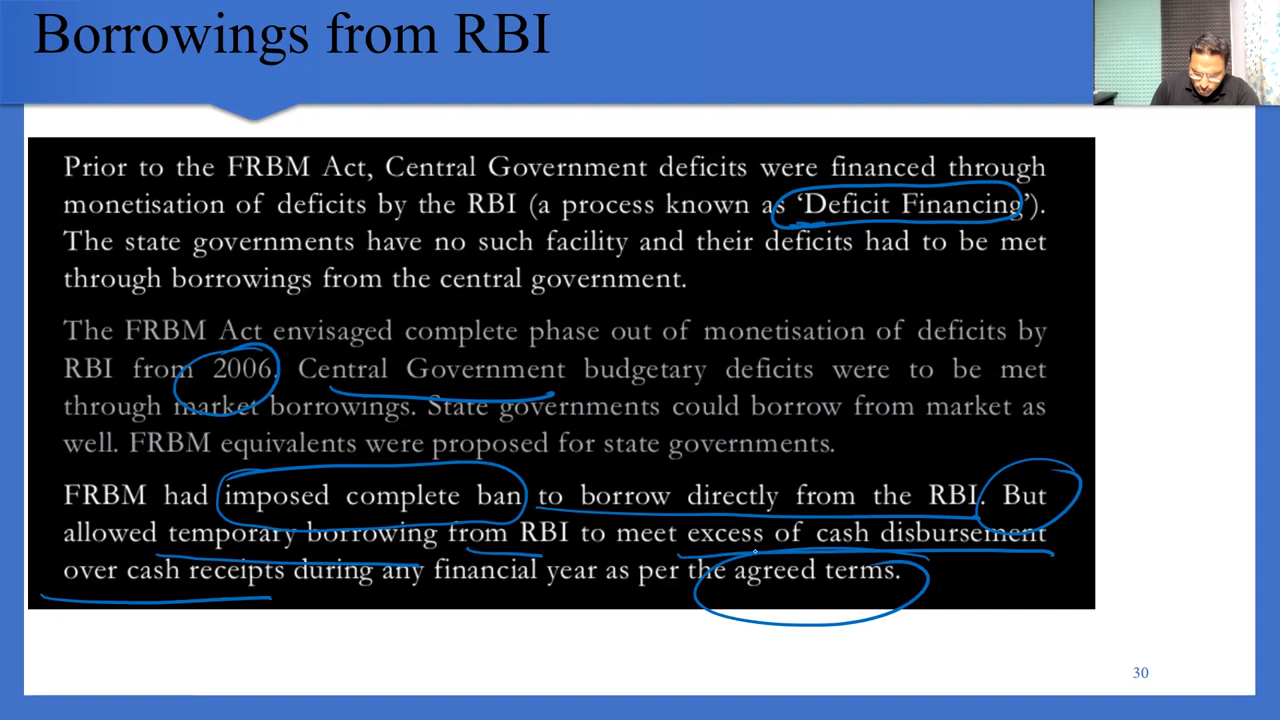 Borrowings from RBI
Prior to the FRBM Act, Central Government deficits were financed through
monetisation of deficits by the RBI (a process known as ‘Deficit Financing’).
The state governments have no such facility and their deficits had to be met
through borrowings from the central government.
The FRBM Act envisaged complete phase out of monetisation of deficits by
RBI from 2006. Central Government budgetary deficits were to be met
through market borrowings. State governments could borrow from market as
well. FRBM equivalents were proposed for state governments.
FRBM had imposed complete ban to borrow directly from the RBI. But
allowed temporary borrowing from RBI to meet excess of cash disbursement
over cash receipts during any financial year as per the agreed terms.
30